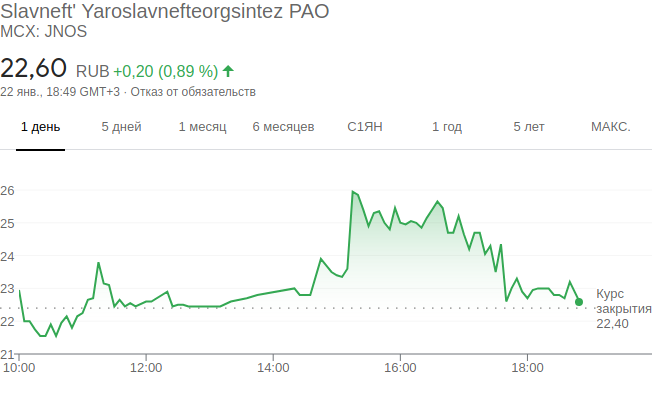 Slavneft' Yaroslavnefteorgsintez PAO
MCX: JNOS
22,60 RUB +0,20 (0,89 %)
22 янв., 18:49 GMT+3 · Отказ от обязательств
1 день 5 дней 1 месяц 6 месяцев С1ЯН 1 год 5 лет МАКС.
26
25
24
23
22
21
Курс
закрытия
22,40
10:00 12:00 14:00 16:00 18:00